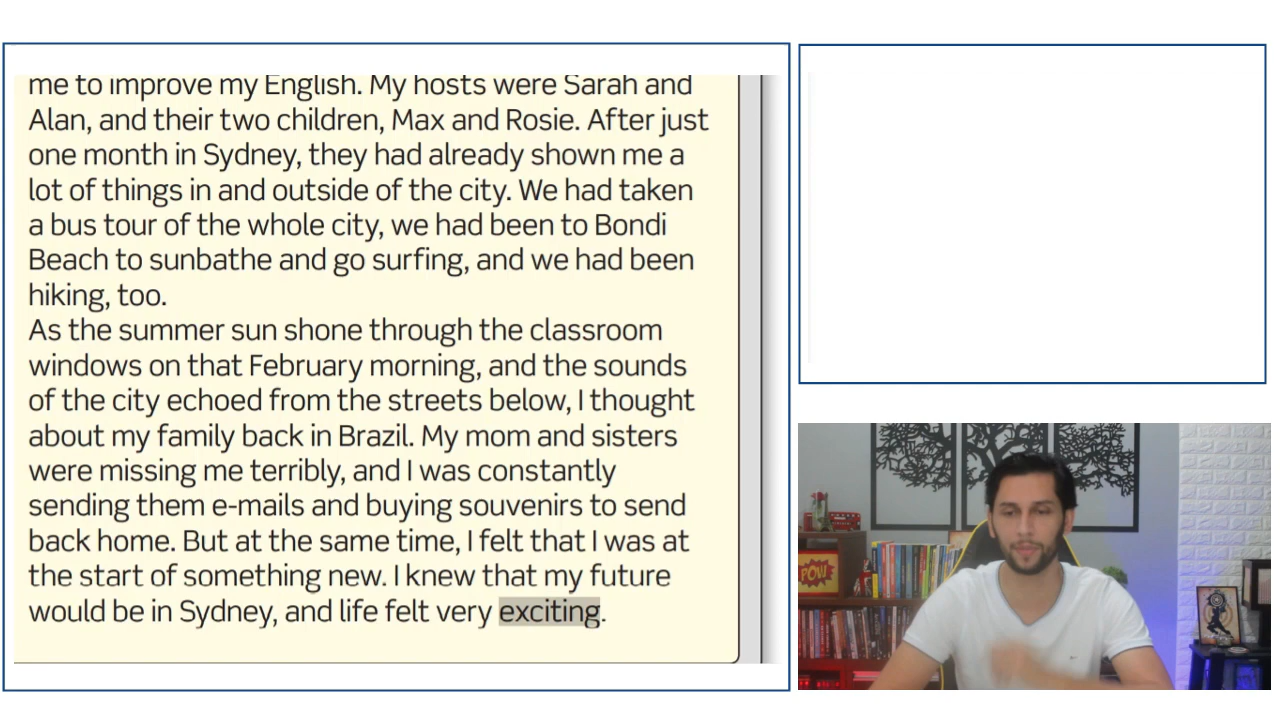 me to improve my English. My hosts were Sarah and
Alan, and their two children, Max and Rosie. After just
one month in Sydney, they had already shown me a
lot of things in and outside of the city. We had taken
a bus tour of the whole city, we had been to Bondi
Beach to sunbathe and go surfing, and we had been
hiking, too.
As the summer sun shone through the classroom
windows on that February morning, and the sounds
of the city echoed from the streets below, I thought
about my family back in Brazil. My mom and sisters
were missing me terribly, and I was constantly
sending them e-mails and buying souvenirs to send
back home. But at the same time, I felt that I was at
the start of something new. I knew that my future
would be in Sydney, and life felt very exciting.
POW